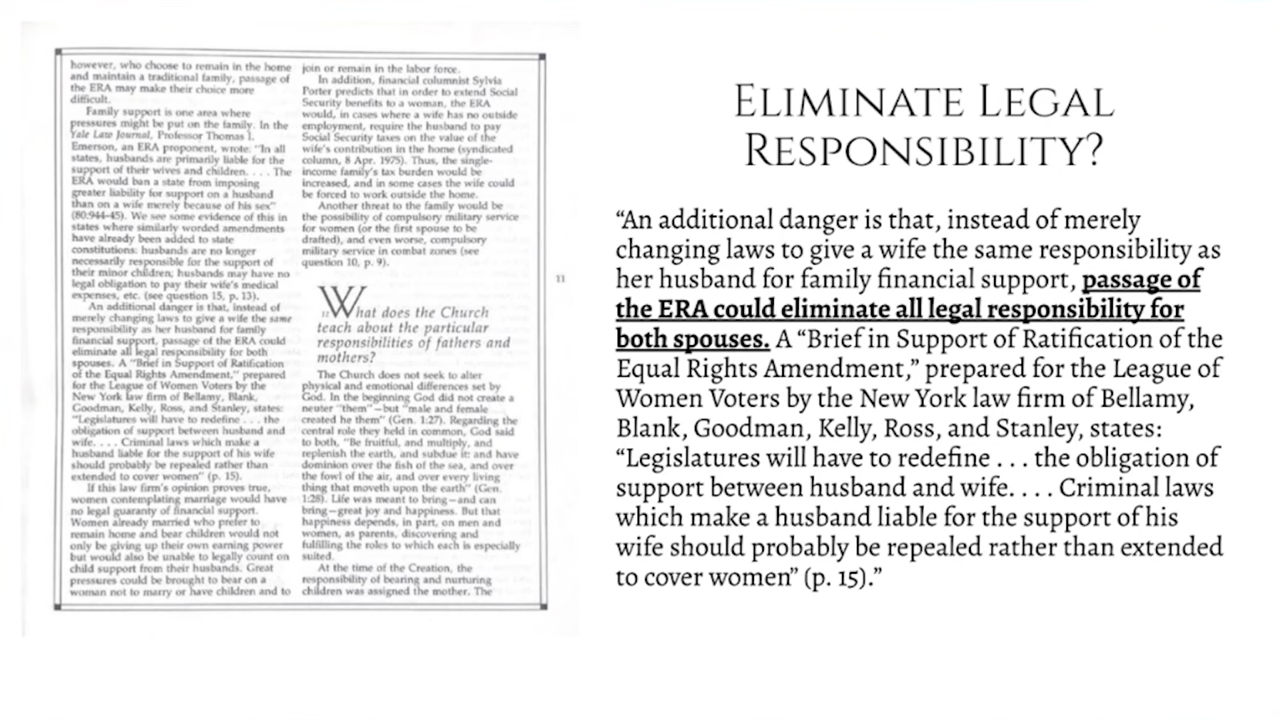 however, who choose to remain in the home
and maintain a traditional family, passage of
the ERA may make their choice more
difficult.
Family support is one area where
pressures might be put on the family. In the
Yale Law Journal, Professor Thomas I.
Emerson, an ERA proponent, wrote: "In all
states, husbands are primarily liable for the
support of their wives and children. . . . The
ERA would ban a state from imposing
greater liability for support on a husband
than on a wife merely because of his sex"
(80:944-45). We see some evidence of this in
states where similarly worded amendments
have already been added to state
constitutions: husbands are no longer
necessarily responsible for the support of
their minor children; husbands may have no
legal obligation to pay their wife's medical
expenses, etc. (see question 15, p. 13).
An additional danger is that, instead of
merely changing laws to give a wife the same
responsibility as her husband for family
financial support, passage of the ERA could
eliminate all legal responsibility for both
spouses. A "Brief in Support of Ratification
of the Equal Rights Amendment," prepared
for the League of Women Voters by the
New York law firm of Bellamy, Blank,
Goodman, Kelly, Ross, and Stanley, states:
"Legislatures will have to redefine . . . the
obligation of support between husband and
wife. . . . Criminal laws which make a
husband liable for the support of his wife
should probably be repealed rather than
extended to cover women" (p. 15).
If this law firm's opinion proves true,
women contemplating marriage would have
no legal guaranty of financial support.
Women already married who prefer to
remain home and bear children would not
only be giving up their own earning power
but would also be unable to legally count on
child support from their husbands. Great
pressures could be brought to bear on a
woman not to marry or have children and to
join or remain in the labor force.
In addition, financial columnist Sylvia
Porter predicts that in order to extend Social
Security benefits to a woman, the ERA
would, in cases where a wife has no outside
employment, require the husband to pay
Social Security taxes on the value of the
wife's contribution in the home (syndicated
column, 8 Apr. 1975). Thus, the single-
income family's tax burden would be
increased, and in some cases the wife could
be forced to work outside the home.
Another threat to the family would be
the possibility of compulsory military service
for women (or the first spouse to be
drafted), and even worse, compulsory
military service in combat zones (see
question 10, p. 9).
"What does the Church
teach about the particular
responsibilities of fathers and
mothers?
The Church does not seek to alter
physical and emotional differences set by
God. In the beginning God did not create a
neuter "them"—but "male and female
created he them" (Gen. 1:27). Regarding the
central role they held in common, God said
to both, "Be fruitful, and multiply, and
replenish the earth, and subdue it: and have
dominion over the fish of the sea, and over
the fowl of the air, and over every living
thing that moveth upon the earth" (Gen.
1:28). Life was meant to bring—and can
bring—great joy and happiness. But that
happiness depends, in part, on men and
women, as parents, discovering and
fulfilling the roles to which each is especially
suited.
At the time of the Creation, the
responsibility of bearing and nurturing
children was assigned the mother. The
11
ELIMINATE LEGAL
RESPONSIBILITY?
“An additional danger is that, instead of merely
changing laws to give a wife the same responsibility as
her husband for family financial support, passage of
the ERA could eliminate all legal responsibility for
both spouses. A “Brief in Support of Ratification of the
Equal Rights Amendment,” prepared for the League of
Women Voters by the New York law firm of Bellamy,
Blank, Goodman, Kelly, Ross, and Stanley, states:
“Legislatures will have to redefine . . . the obligation of
support between husband and wife. . . . Criminal laws
which make a husband liable for the support of his
wife should probably be repealed rather than extended
to cover women” (p. 15).”